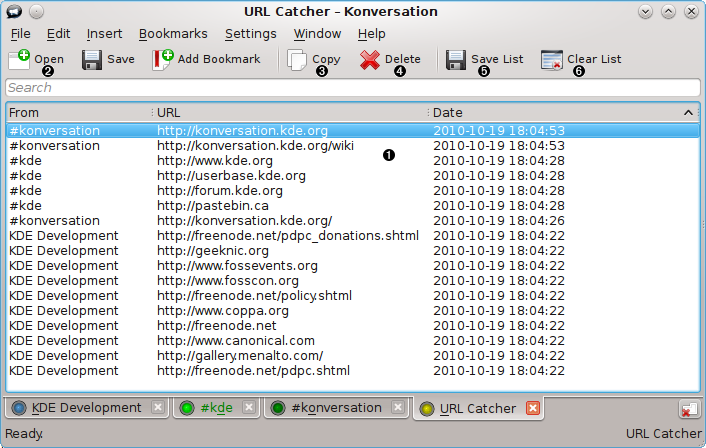 URL Catcher – Konversation
File Edit Insert Bookmarks Settings Window Help
Open Save Add Bookmark Copy Delete Save List Clear List
2 3 4 5 6
Search
From URL Date
#konversation http://konversation.kde.org 2010-10-19 18:04:53
#konversation http://konversation.kde.org/wiki 2010-10-19 18:04:53
1
#kde http://www.kde.org 2010-10-19 18:04:28
#kde http://userbase.kde.org 2010-10-19 18:04:28
#kde http://forum.kde.org 2010-10-19 18:04:28
#kde http://pastebin.ca 2010-10-19 18:04:28
#konversation http://konversation.kde.org/ 2010-10-19 18:04:26
KDE Development http://freenode.net/pdpc_donations.shtml 2010-10-19 18:04:22
KDE Development http://geeknic.org 2010-10-19 18:04:22
KDE Development http://www.fossevents.org 2010-10-19 18:04:22
KDE Development http://www.fosscon.org 2010-10-19 18:04:22
KDE Development http://freenode.net/policy.shtml 2010-10-19 18:04:22
KDE Development http://www.coppa.org 2010-10-19 18:04:22
KDE Development http://freenode.net 2010-10-19 18:04:22
KDE Development http://www.canonical.com 2010-10-19 18:04:22
KDE Development http://gallery.menalto.com/ 2010-10-19 18:04:22
KDE Development http://freenode.net/pdpc.shtml 2010-10-19 18:04:22
KDE Development #kde #konversation URL Catcher
Ready. URL Catcher